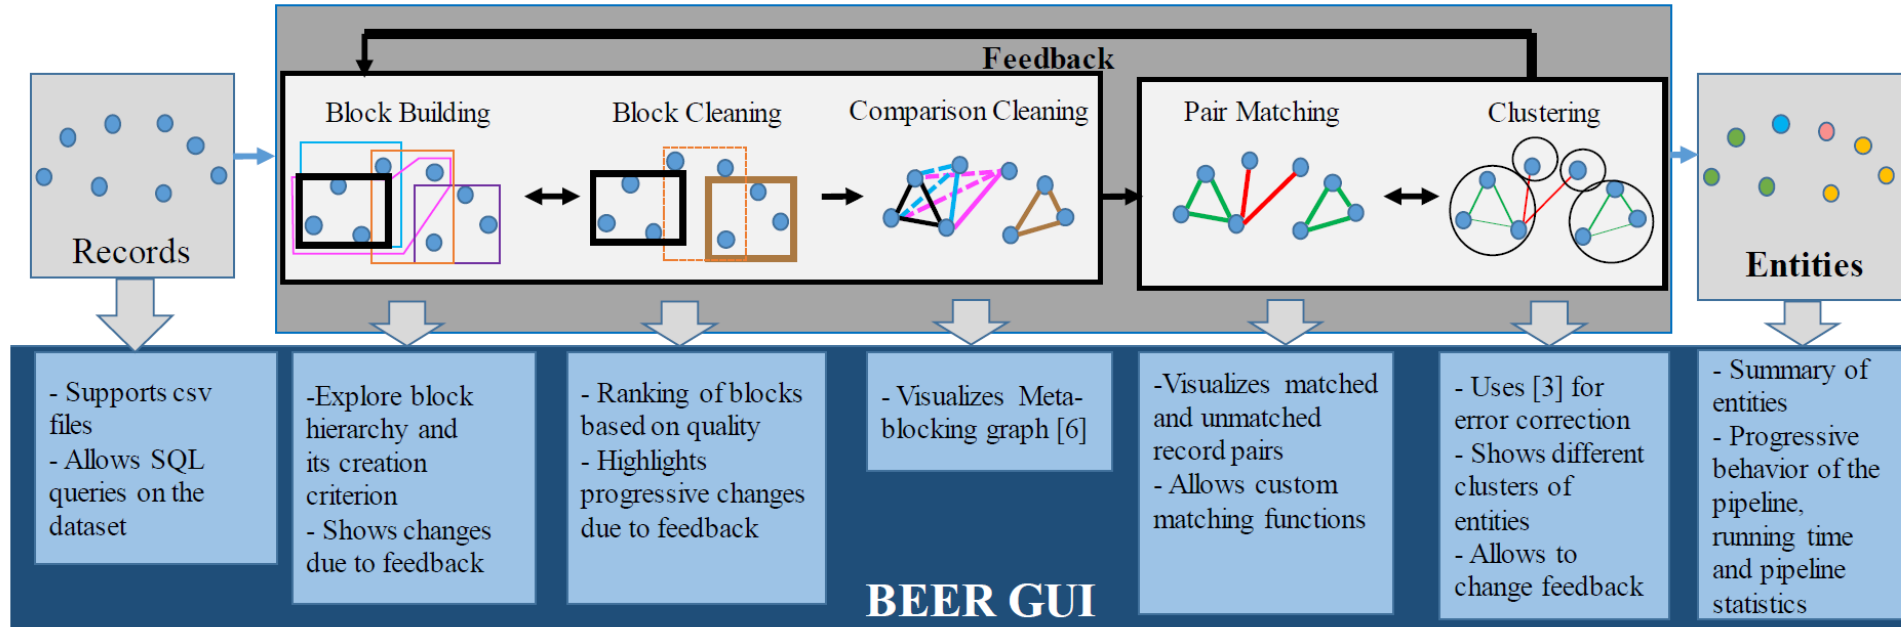 Feedback
Block Building
Block Cleaning
Comparison Cleaning
Pair Matching
Clustering
Records
Entities
- Supports csv
files
- Allows SQL
queries on the
dataset
-Explore block
hierarchy and
its creation
criterion
- Shows changes
due to feedback
- Ranking of blocks
based on quality
- Highlights
progressive changes
due to feedback
- Visualizes Meta-
blocking graph [6]
-Visualizes matched
and unmatched
record pairs
- Allows custom
matching functions
- Uses [3] for
error correction
- Shows different
clusters of
entities
- Allows to
change feedback
- Summary of
entities
- Progressive
behavior of the
pipeline,
running time
and pipeline
statistics
BEER GUI